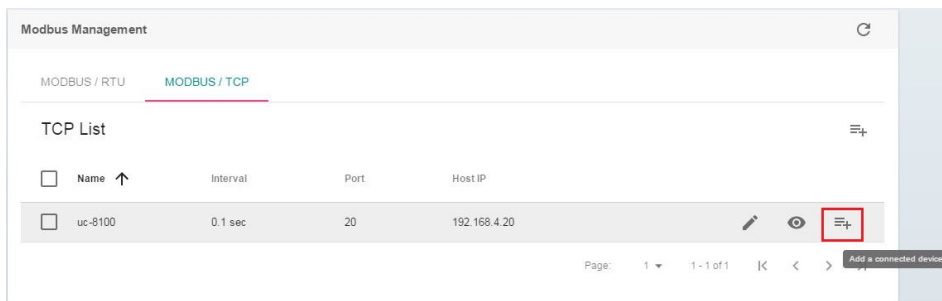 Modbus Management
MODBUS / RTU MODBUS / TCP
TCP List
Name Interval Port Host IP
uc-8100 0.1 sec 20 192.168.4.20
Page: 1 1 - 1 of 1
Add a connected device